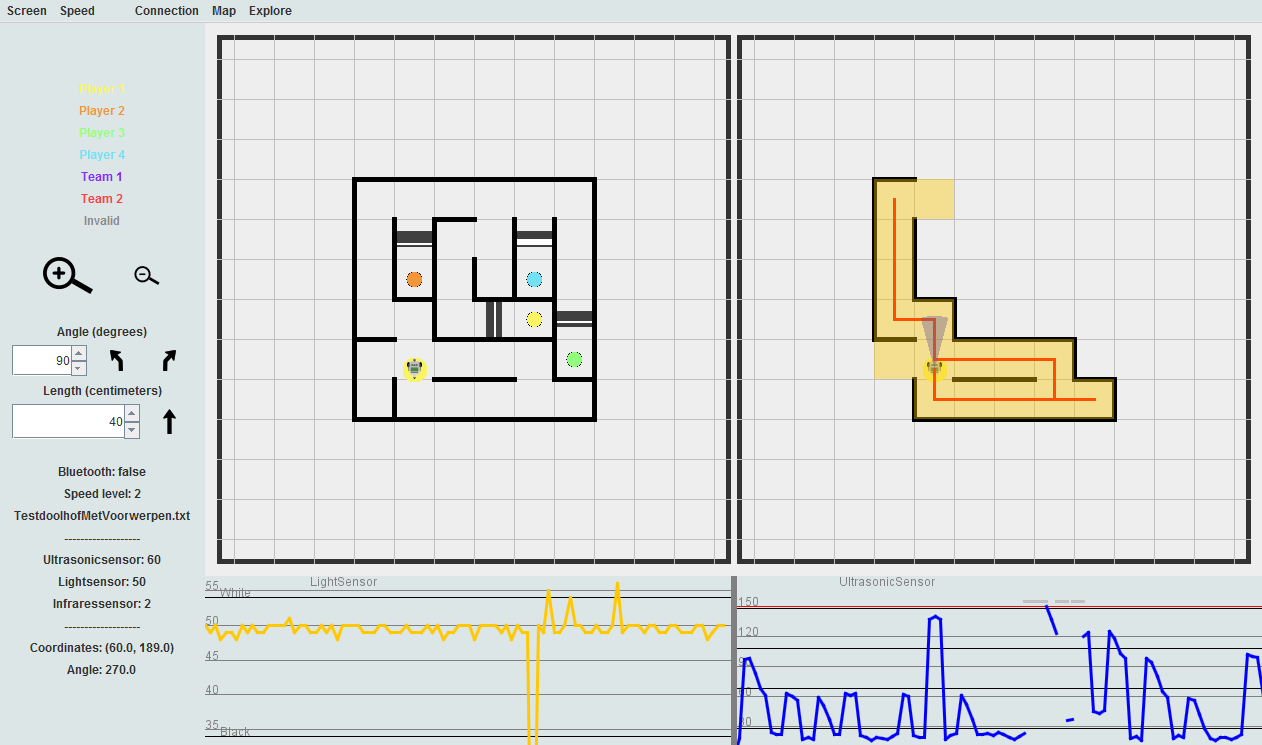 Screen Speed Connection Map Explore
Player 1
Player 2
Player 3
Player 4
Team 1
Team 2
Invalid
Angle (degrees)
90
Length (centimeters)
40
Bluetooth: false
Speed level: 2
TestdoolhofMetVoorwerpen.txt
-------------------
Ultrasonicsensor: 60
Lightsensor: 50
Infraressensor: 2
-------------------
Coordinates: (60.0, 189.0)
Angle: 270.0
LightSensor
55
White
50
45
40
35
Black
UltrasonicSensor
150
120
90
60
30